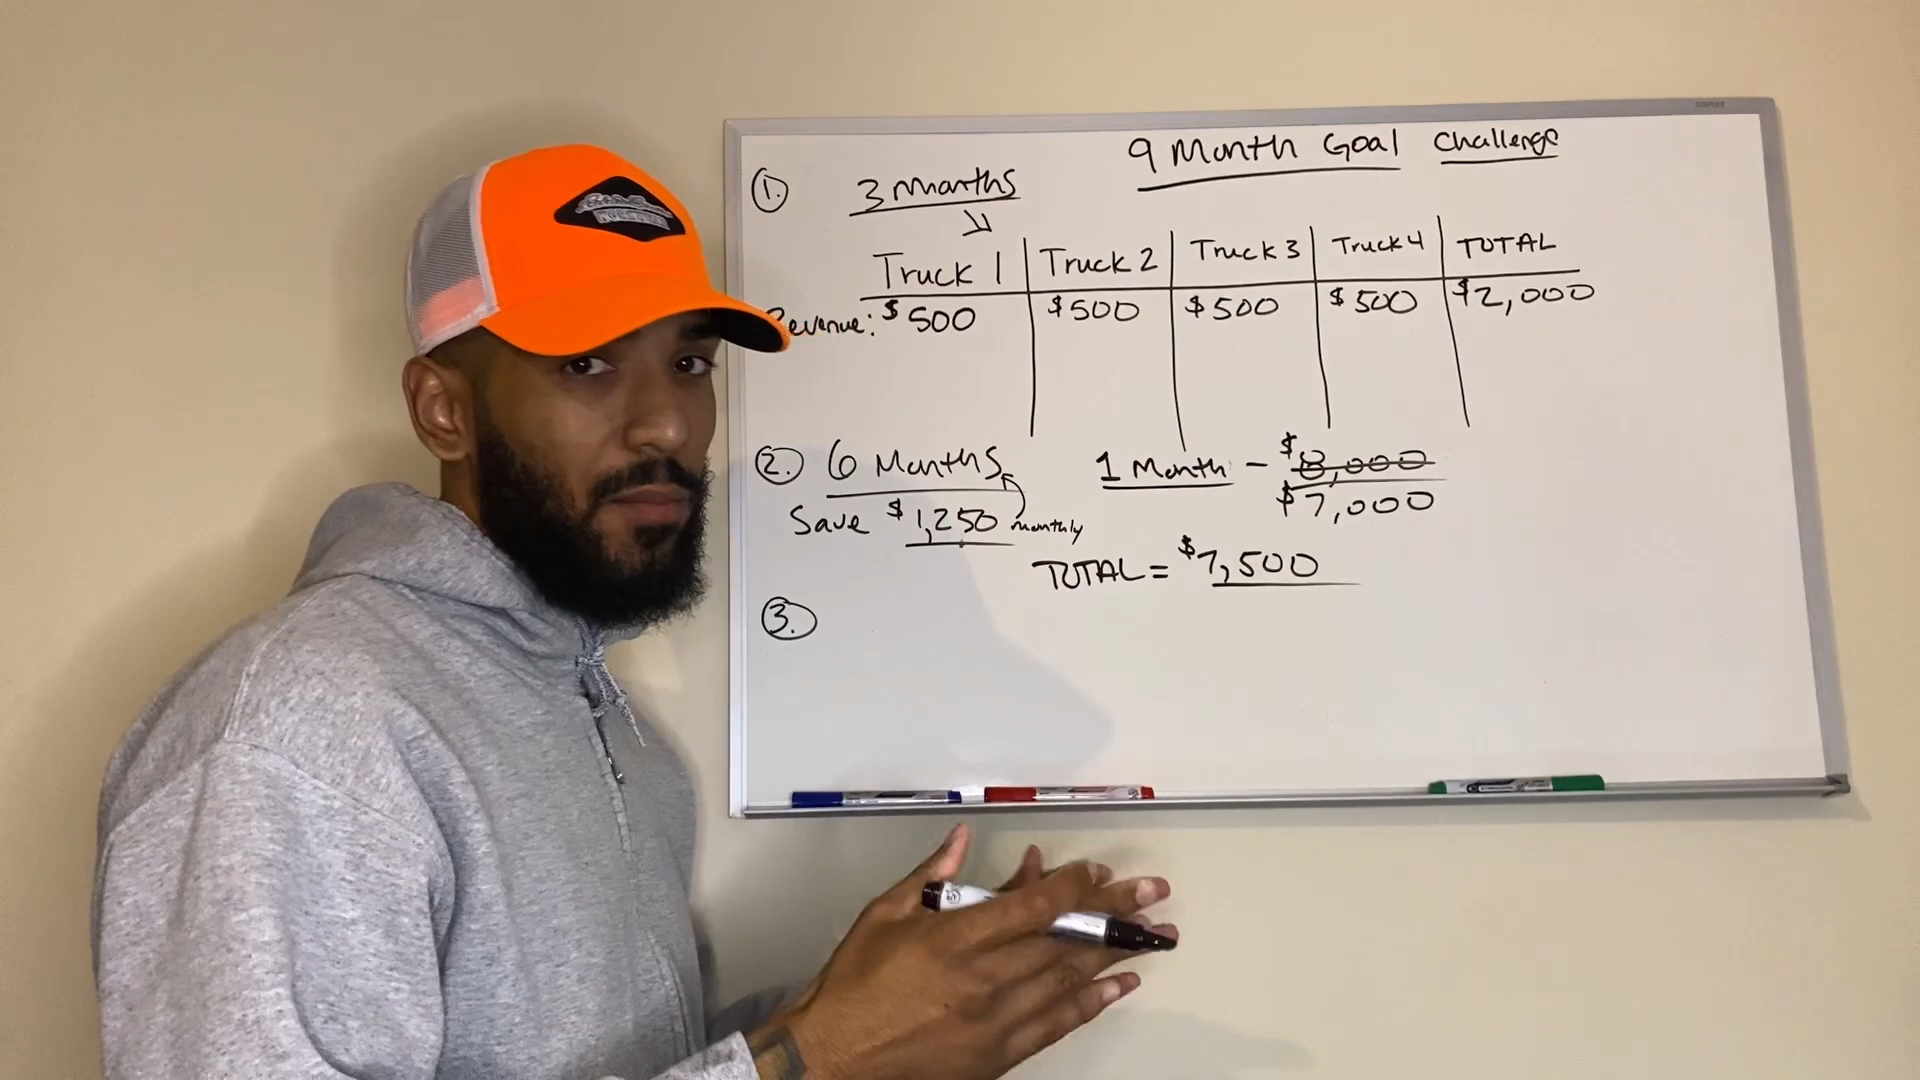 9 Month Goal Challenge
1. 3 months
Truck 1 Truck 2 Truck 3 Truck 4 TOTAL
Revenue: $500 $500 $500 $500 $2,000
2. 6 Months 1 Month - $8,000
$7,000
Save $1,250 monthly
TOTAL = $7,500
3.